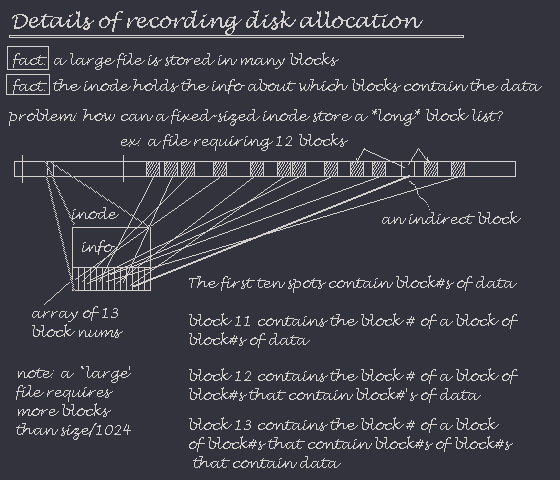 Details of recording disk allocation
fact: a large file is stored in many blocks
fact: the inode holds the info about which blocks contain the data
problem: how can a fixed-sized inode store a *long* block list?
ex: a file requiring 12 blocks
inode
an indirect block
info
The first ten spots contain block#s of data
array of 13
block nums
block 11 contains the block # of a block of
block#s of data
note: a `large'
file requires
more blocks
than size/1024
block 12 contains the block # of a block of
block#s that contain block#'s of data
block 13 contains the block # of a block
of block#s that contain block#s of block#s
that contain data